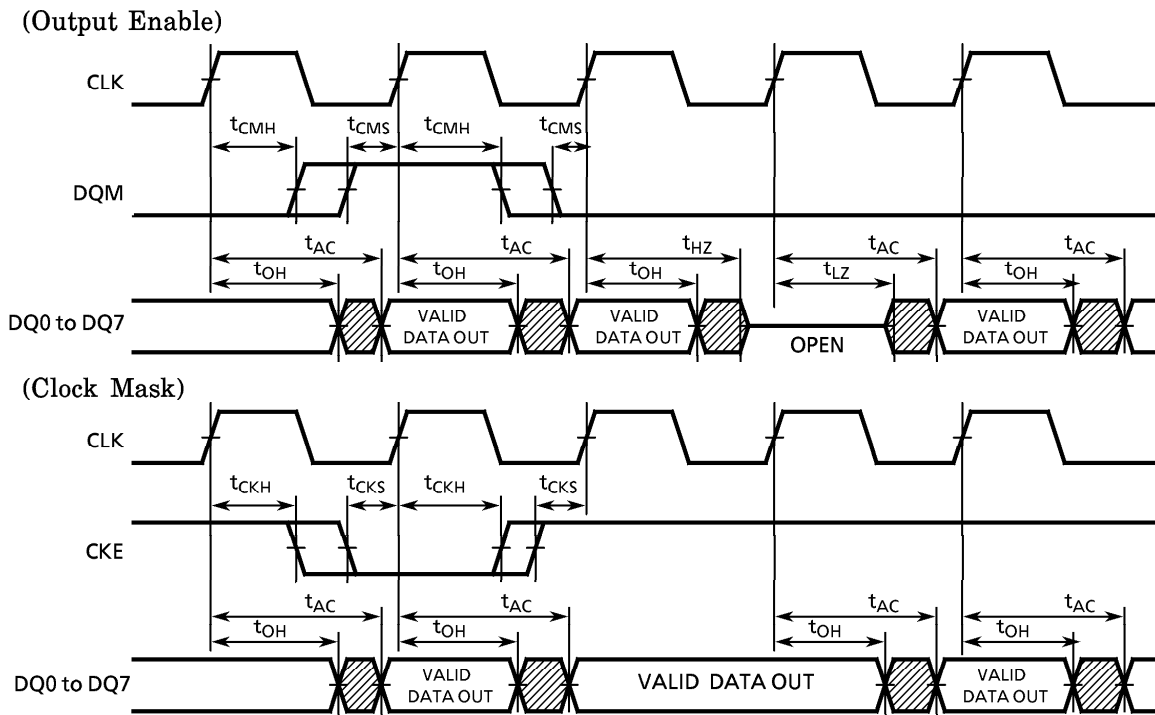 (Output Enable)
CLK
tCMH tCMS tCMH tCMS
DQM
tAC tAC tHZ tAC tAC
tOH tOH tOH tLZ tOH
DQ0 to DQ7
VALID DATA OUT
VALID DATA OUT
OPEN
VALID DATA OUT
(Clock Mask)
CLK
tCKH tCKS tCKH tCKS
CKE
tAC tAC tAC tAC
tOH tOH tOH tOH
DQ0 to DQ7
VALID DATA OUT
VALID DATA OUT
VALID DATA OUT